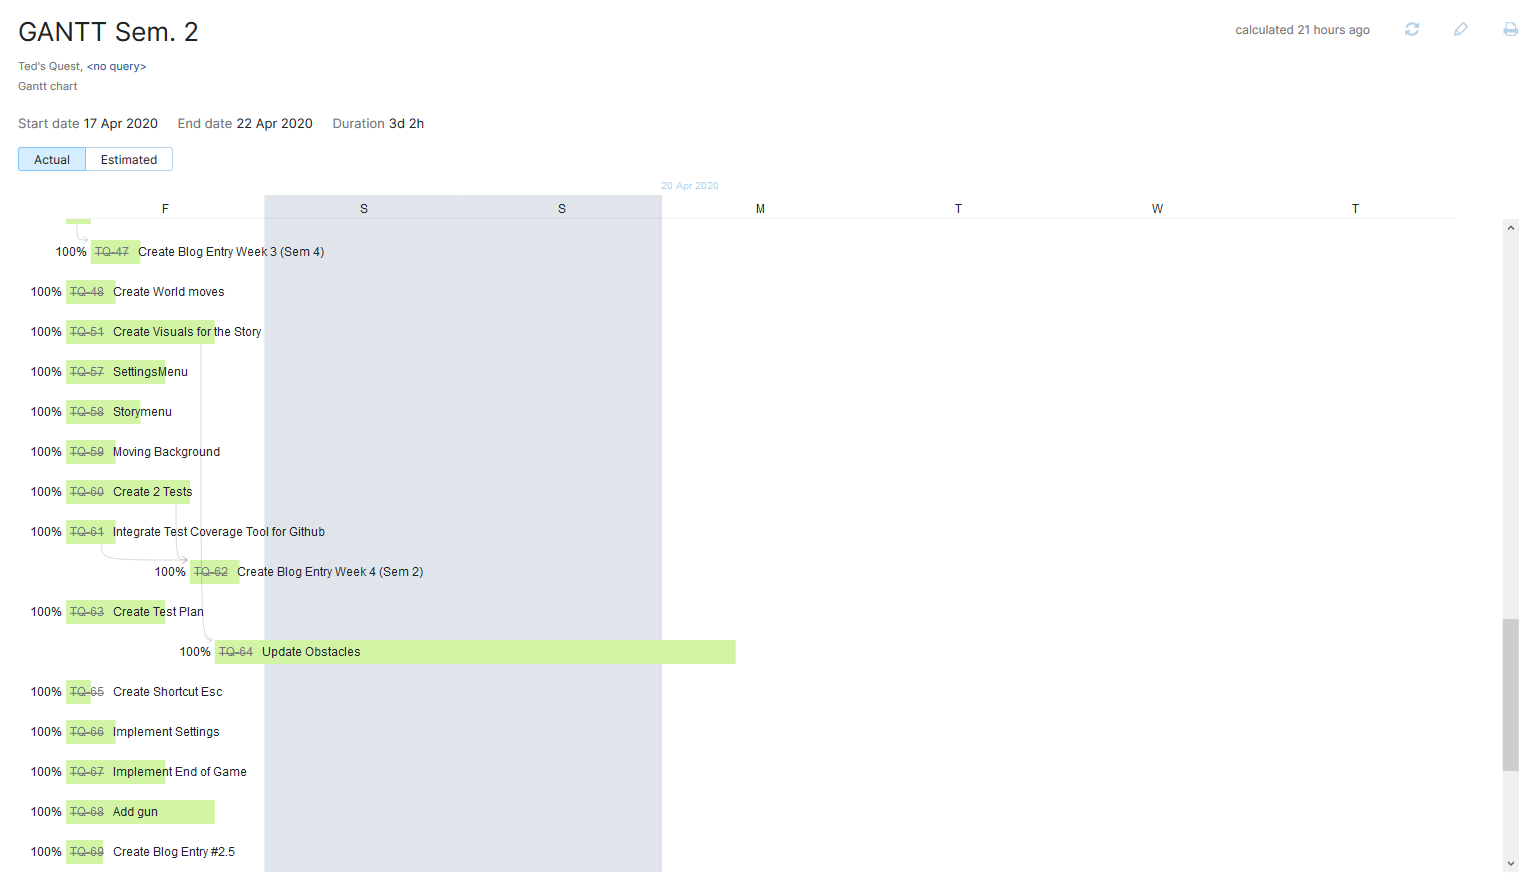 GANTT Sem. 2
calculated 21 hours ago
Ted's Quest, <no query>
Gantt chart
Start date 17 Apr 2020 End date 22 Apr 2020 Duration 3d 2h
Actual Estimated
20 Apr 2020
F S S M T W T
100% TQ-47 Create Blog Entry Week 3 (Sem 4)
100% TQ-48 Create World moves
100% TQ-51 Create Visuals for the Story
100% TQ-57 SettingsMenu
100% TQ-58 Storymenu
100% TQ-59 Moving Background
100% TQ-60 Create 2 Tests
100% TQ-61 Integrate Test Coverage Tool for Github
100% TQ-62 Create Blog Entry Week 4 (Sem 2)
100% TQ-63 Create Test Plan
100% TQ-64 Update Obstacles
100% TQ-65 Create Shortcut Esc
100% TQ-66 Implement Settings
100% TQ-67 Implement End of Game
100% TQ-68 Add gun
100% TQ-69 Create Blog Entry #2.5